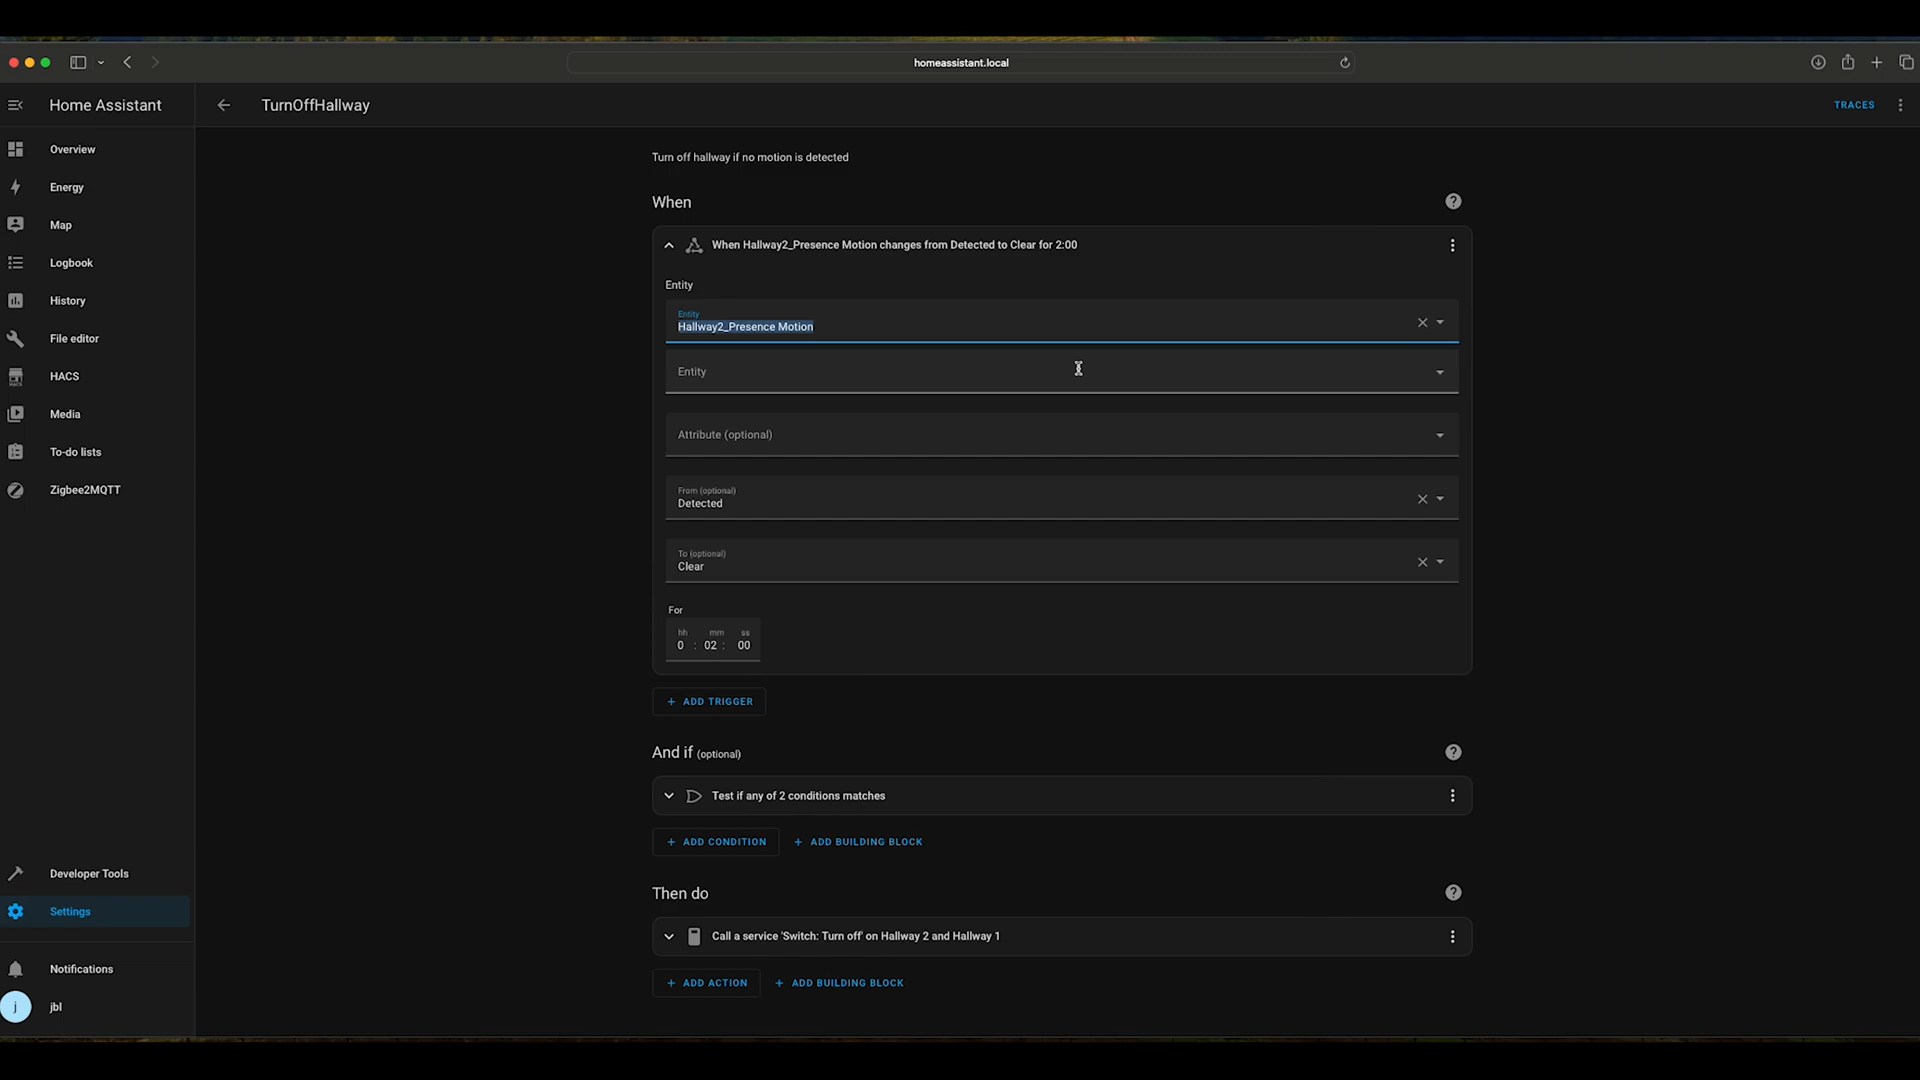 homeassistant.local
Home Assistant
TurnOffHallway
TRACES
Overview
Energy
Map
Logbook
History
File editor
HACS
HACS
Media
To-do lists
Zigbee2MQTT
Developer Tools
Settings
Notifications
j
jbl
Turn off hallway if no motion is detected
When
When Hallway2_Presence Motion changes from Detected to Clear for 2:00
Entity
Entity
Hallway2_Presence Motion
Entity
Attribute (optional)
From (optional)
Detected
To (optional)
Clear
For
hh mm ss
0 : 02 : 00
+ ADD TRIGGER
And if (optional)
Test if any of 2 conditions matches
+ ADD CONDITION + ADD BUILDING BLOCK
Then do
Call a service 'Switch: Turn off' on Hallway 2 and Hallway 1
+ ADD ACTION + ADD BUILDING BLOCK